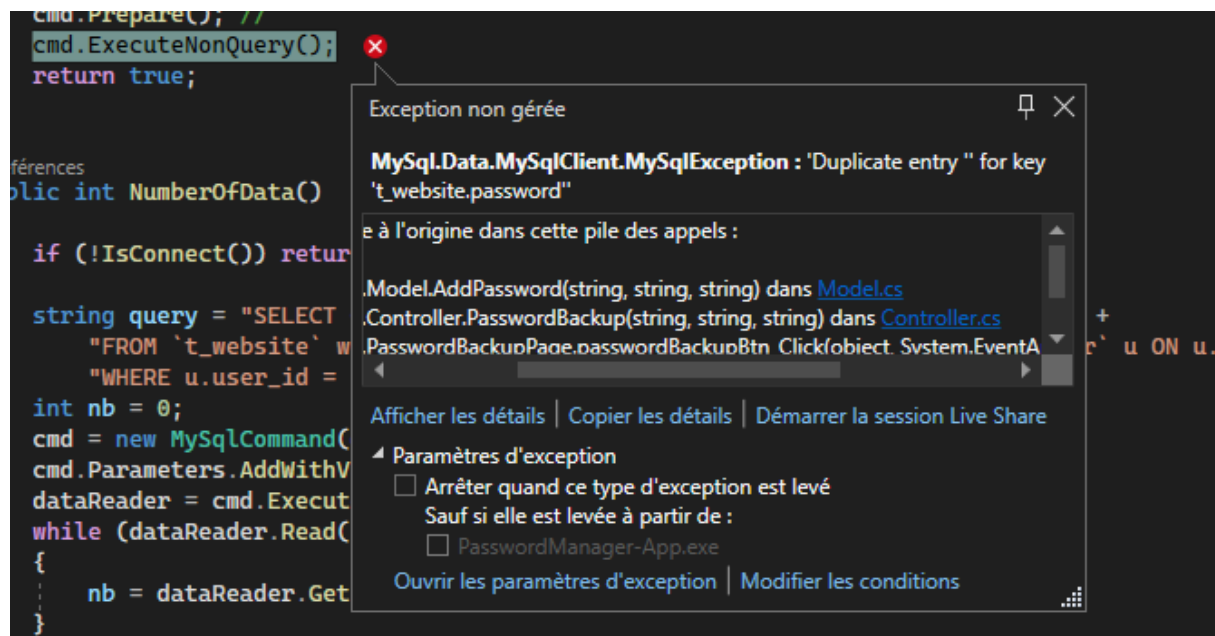 cmd.Prepare(); //
cmd.ExecuteNonQuery();
return true;
Exception non gérée
MySql.Data.MySqlClient.MySqlException : 'Duplicate entry '' for key
't_website.password''
e à l'origine dans cette pile des appels :
.Model.AddPassword(string, string, string) dans Model.cs
.Controller.PasswordBackup(string, string, string) dans Controller.cs
.PasswordBackupPage.passwordBackupBtn_Click(object, System.EventA
Afficher les détails | Copier les détails | Démarrer la session Live Share
Paramètres d'exception
Arrêter quand ce type d'exception est levé
Sauf si elle est levée à partir de :
PasswordManager-App.exe
Ouvrir les paramètres d'exception | Modifier les conditions
férences
blic int NumberOfData()
if (!IsConnect()) retur
string query = "SELECT +
"FROM `t_website` w r` u ON u.
"WHERE u.user_id =
int nb = 0;
cmd = new MySqlCommand(
cmd.Parameters.AddWithV
dataReader = cmd.Execut
while (dataReader.Read(
{
nb = dataReader.Get
}